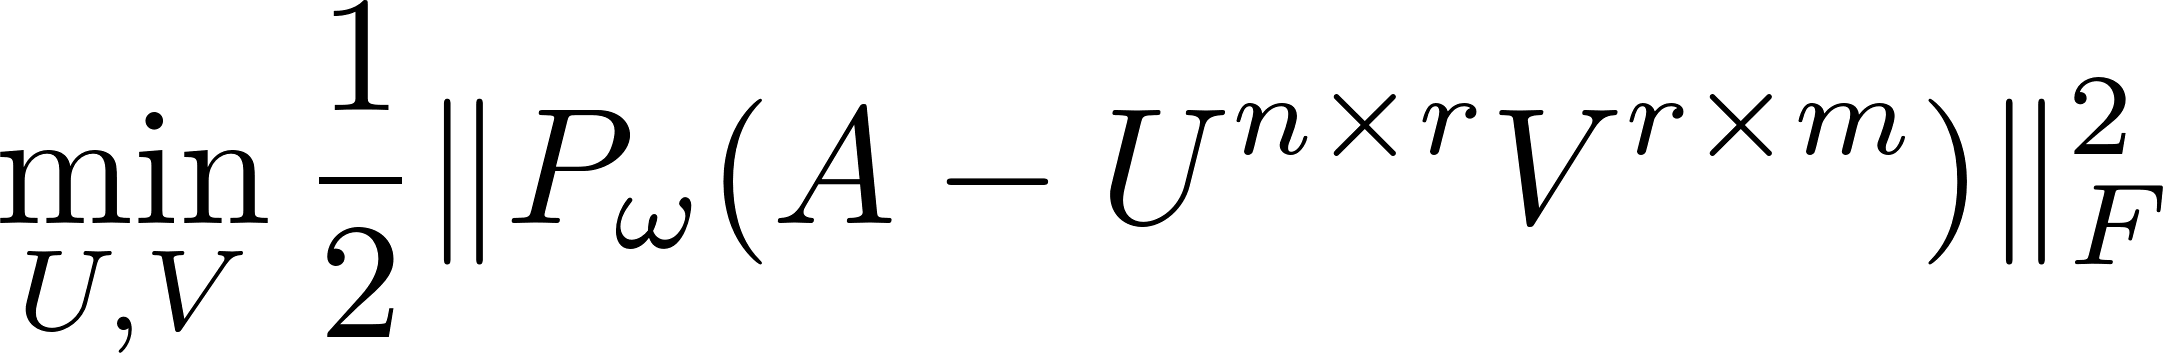 \min_{U,V} \frac{1}{2} \| P_{\omega}(A - U^{n \times r} V^{r \times m}) \|_F^2